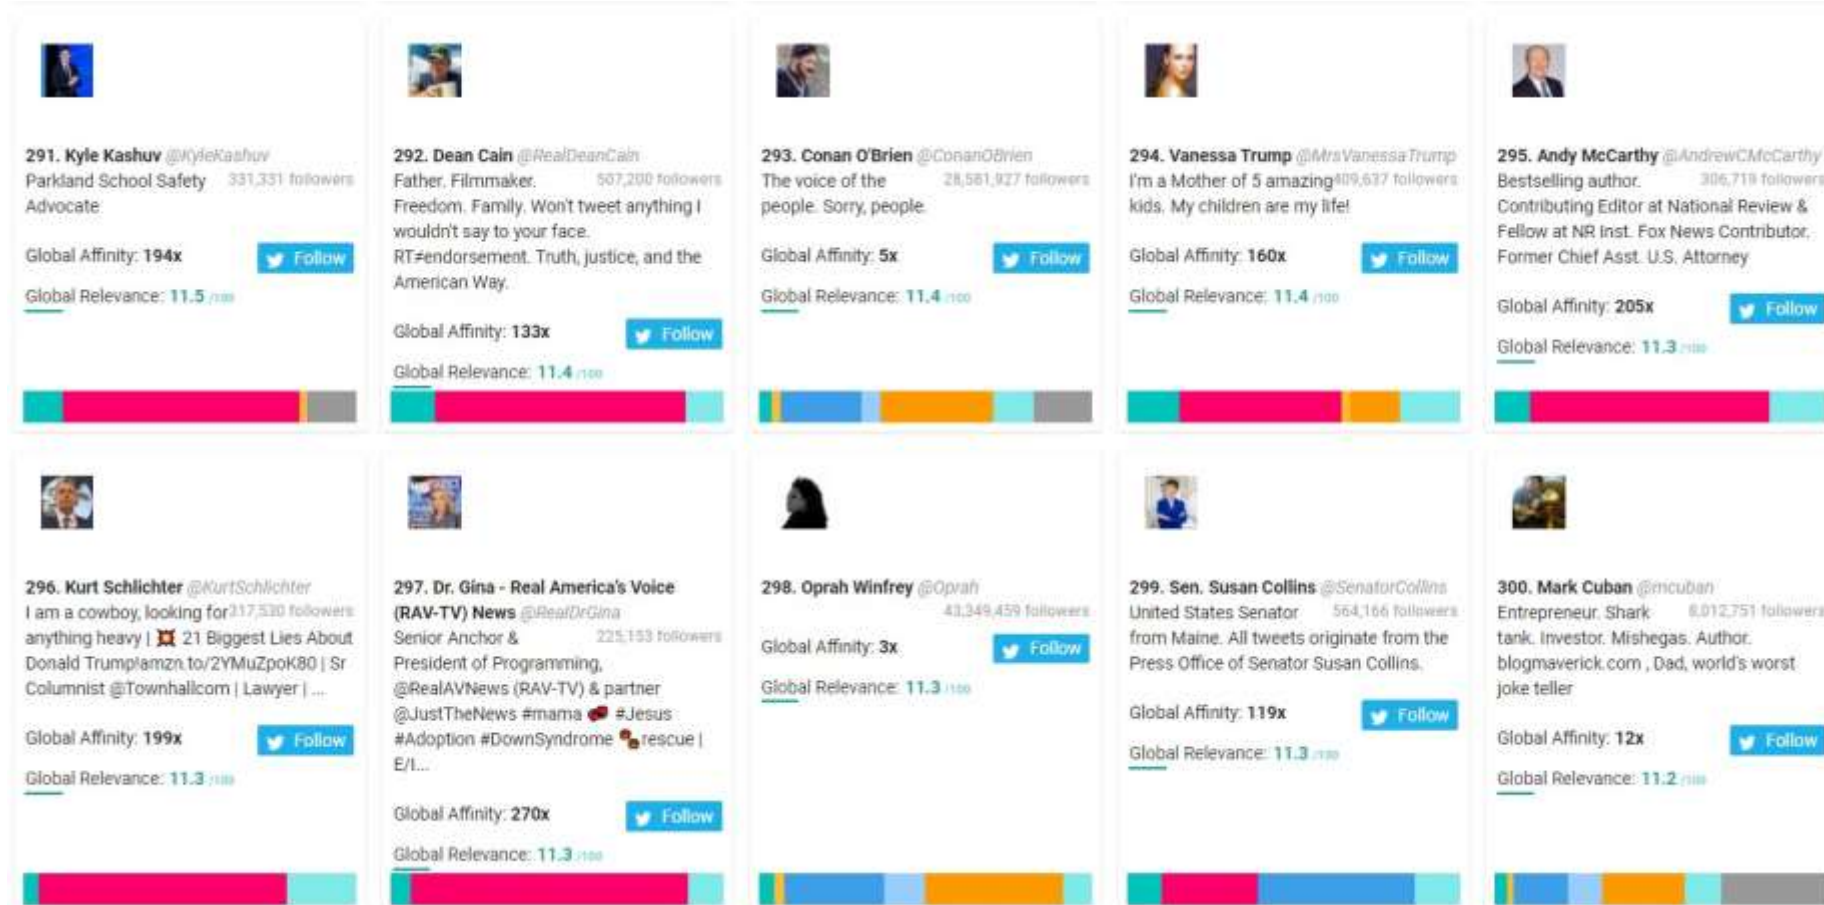 291. Kyle Kashuv @KyleKashuv
Parkland School Safety 331,331 followers
Advocate
Global Affinity: 194x
Follow
Global Relevance: 11.5 /100
292. Dean Cain @RealDeanCain
Father. Filmmaker. 507,200 followers
Freedom. Family. Won't tweet anything I
wouldn't say to your face.
RT≠endorsement. Truth, justice, and the
American Way.
Global Affinity: 133x
Follow
Global Relevance: 11.4 /100
293. Conan O'Brien @ConanOBrien
The voice of the 28,581,927 followers
people. Sorry, people.
Global Affinity: 5x
Follow
Global Relevance: 11.4 /100
294. Vanessa Trump @MrsVanessaTrump
I'm a Mother of 5 amazing 409,637 followers
kids. My children are my life!
Global Affinity: 160x
Follow
Global Relevance: 11.4 /100
295. Andy McCarthy @AndrewCMcCarthy
Bestselling author. 306,719 followers
Contributing Editor at National Review &
Fellow at NR Inst. Fox News Contributor.
Former Chief Asst. U.S. Attorney
Global Affinity: 205x
Follow
Global Relevance: 11.3 /100
296. Kurt Schlichter @KurtSchlichter
I am a cowboy, looking for 317,530 followers
anything heavy | 💥 21 Biggest Lies About
Donald Trump!amzn.to/2YMuZpoK80 | Sr
Columnist @Townhallcom | Lawyer | ...
Global Affinity: 199x
Follow
Global Relevance: 11.3 /100
297. Dr. Gina - Real America's Voice
(RAV-TV) News @RealDrGina
Senior Anchor & 225,153 followers
President of Programming,
@RealAVNews (RAV-TV) & partner
@JustTheNews #mama #Jesus
#Adoption #DownSyndrome rescue |
E/I...
Global Affinity: 270x
Follow
Global Relevance: 11.3 /100
298. Oprah Winfrey @Oprah
43,349,459 followers
Global Affinity: 3x
Follow
Global Relevance: 11.3 /100
299. Sen. Susan Collins @SenatorCollins
United States Senator 564,166 followers
from Maine. All tweets originate from the
Press Office of Senator Susan Collins.
Global Affinity: 119x
Follow
Global Relevance: 11.3 /100
300. Mark Cuban @mcuban
Entrepreneur. Shark 8,012,751 followers
tank. Investor. Mishegas. Author.
blogmaverick.com , Dad, world's worst
joke teller
Global Affinity: 12x
Follow
Global Relevance: 11.2 /100